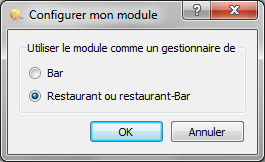 Configurer mon module
Utiliser le module comme un gestionnaire de
Bar
Restaurant ou restaurant-Bar
OK
Annuler